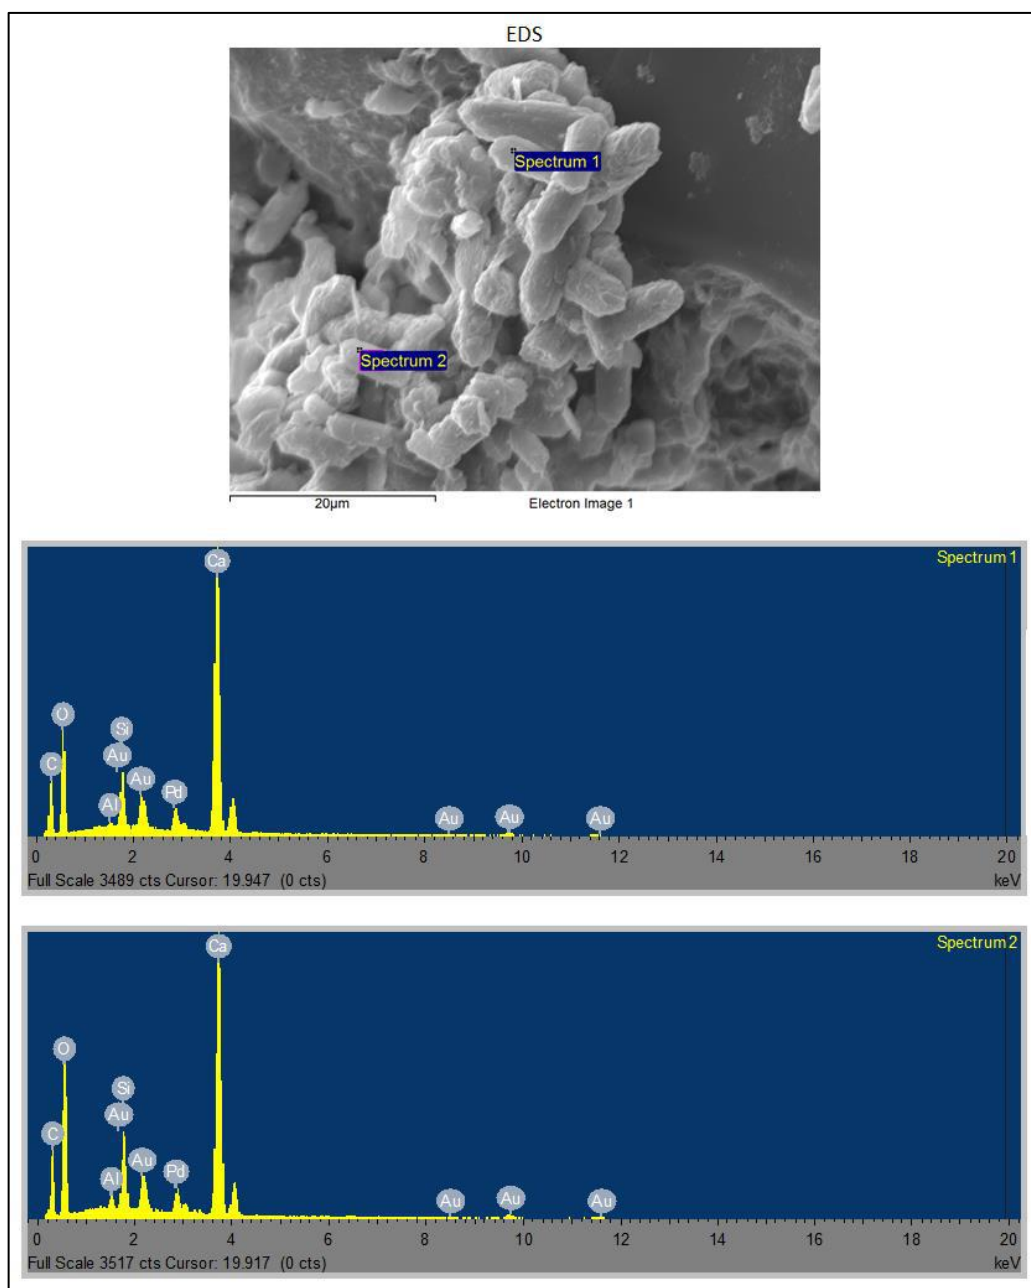 EDS
Spectrum 1
Spectrum 2
20µm
Electron Image 1
Spectrum 1
Ca
O
Si
Au
C
Au
Pd
Al
Au
Au
Au
0 2 4 6 8 10 12 14 16 18 20
Full Scale 3489 cts Cursor: 19.947 (0 cts)
keV
Spectrum 2
Ca
O
Si
Au
C
Au
Pd
Al
Au
Au
Au
0 2 4 6 8 10 12 14 16 18 20
Full Scale 3517 cts Cursor: 19.917 (0 cts)
keV